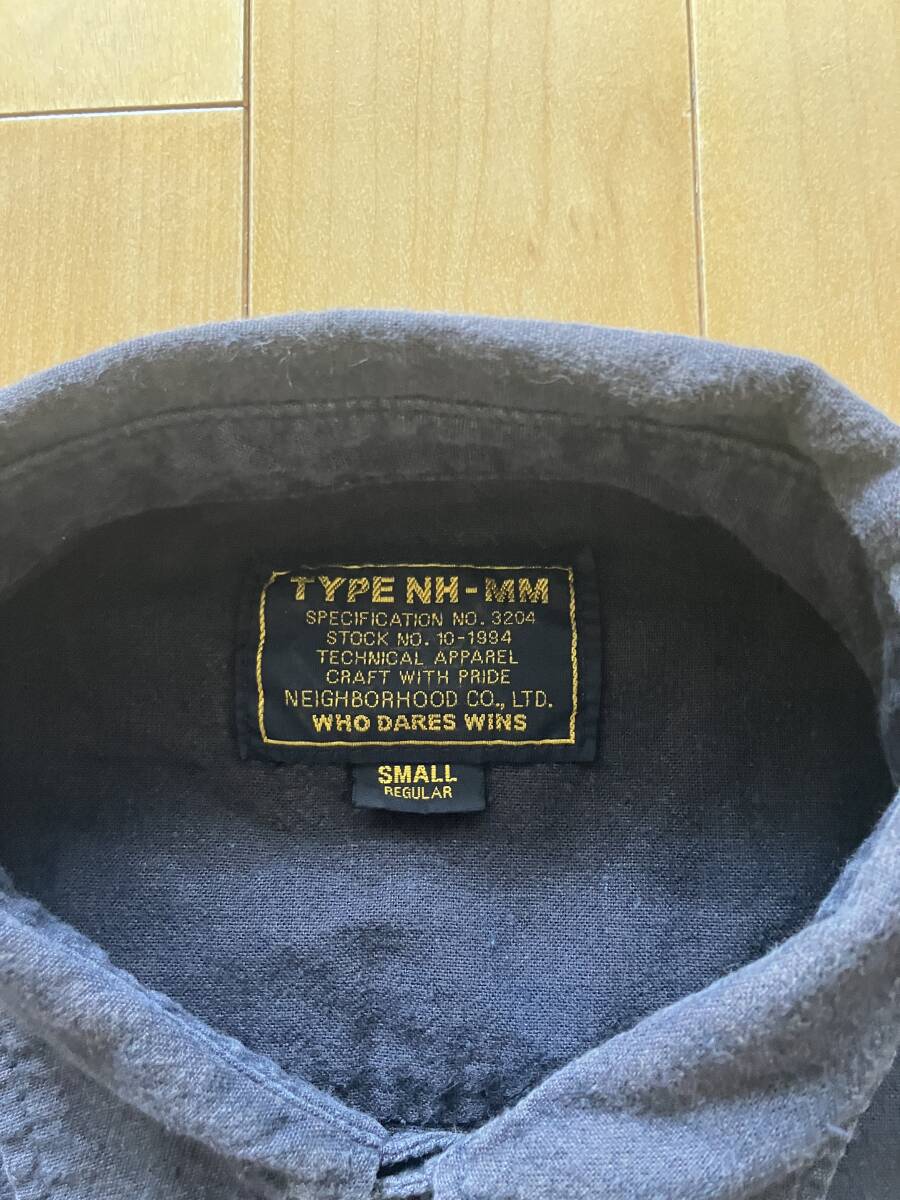 TYPE NH-MM
SPECIFICATION NO. 3204
STOCK NO. 10-1994
TECHNICAL APPAREL
CRAFT WITH PRIDE
NEIGHBORHOOD CO., LTD.
WHO DARES WINS
SMALL
REGULAR